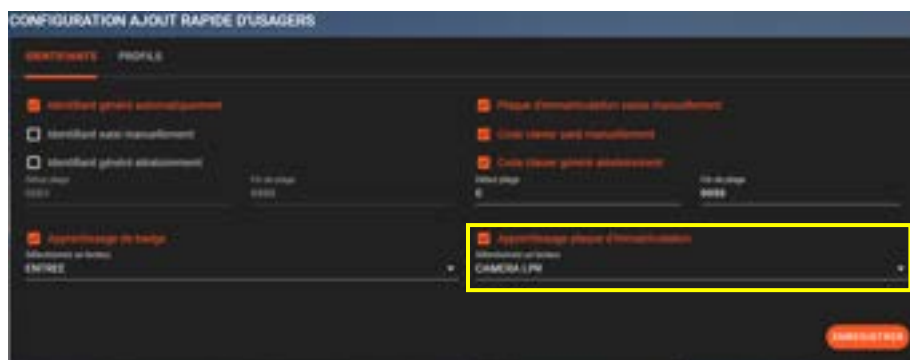 CONFIGURATION AJOUT RAPIDE D'USAGERS
IDENTIFIANTS PROFILS
Identifiant généré automatiquement
Plaque d'immatriculation saisie manuellement
Identifiant saisi manuellement
Code clavier saisi manuellement
Identifiant généré aléatoirement
Code clavier généré aléatoirement
Début plage
Fin de plage
Début plage
Fin de plage
0
9999
Apprentissage de badge
Apprentissage plaque d'immatriculation
Sélectionnez un lecteur
Sélectionnez un lecteur
ENTREE
CAMERA LPR
ENREGISTRER